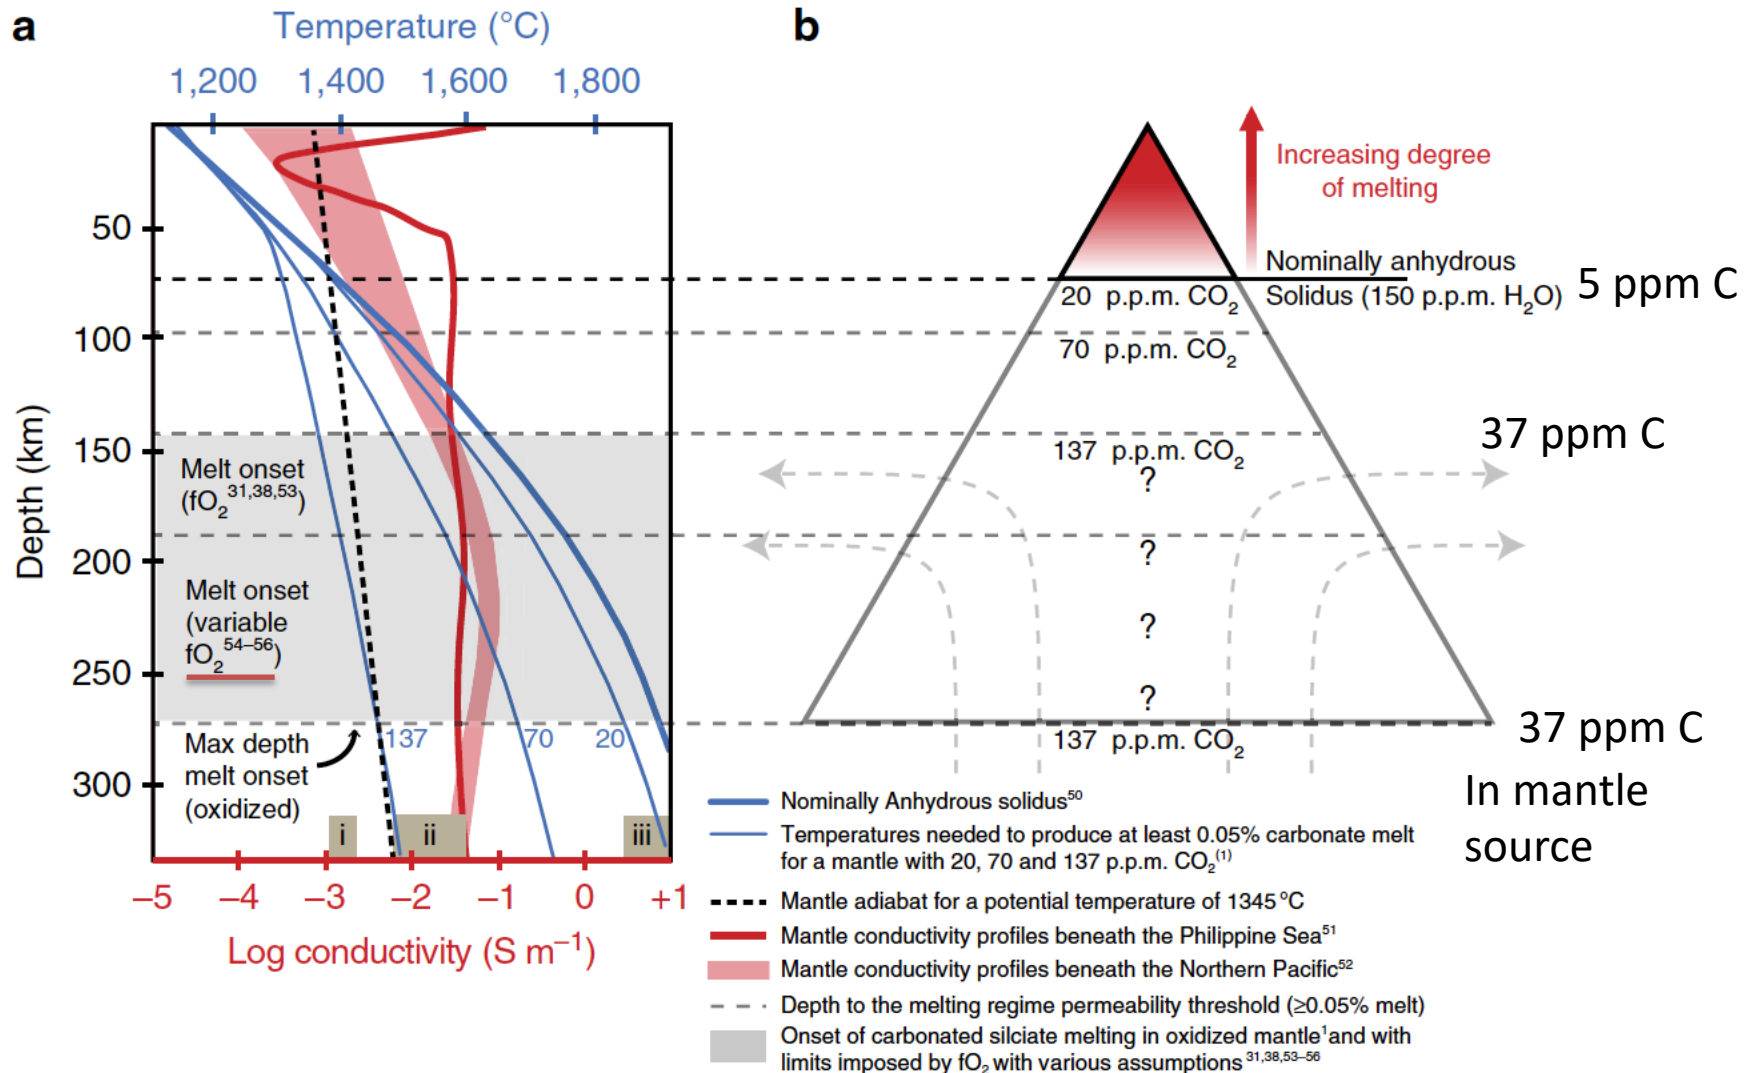 a
Temperature (°C)
1,200 1,400 1,600 1,800
Depth (km)
50
100
150
200
250
300
Melt onset
(fO2 31,38,53)
Melt onset
(variable
fO2 54–56)
Max depth
melt onset
(oxidized)
137 70 20
i ii iii
–5 –4 –3 –2 –1 0 +1
Log conductivity (S m–1)
b
Increasing degree
of melting
Nominally anhydrous
Solidus (150 p.p.m. H2O)
5 ppm C
20 p.p.m. CO2
70 p.p.m. CO2
37 ppm C
137 p.p.m. CO2
?
?
?
?
137 p.p.m. CO2
37 ppm C
In mantle
source
Nominally Anhydrous solidus50
Temperatures needed to produce at least 0.05% carbonate melt
for a mantle with 20, 70 and 137 p.p.m. CO2(1)
Mantle adiabat for a potential temperature of 1345 °C
Mantle conductivity profiles beneath the Philippine Sea51
Mantle conductivity profiles beneath the Northern Pacific52
Depth to the melting regime permeability threshold (≥0.05% melt)
Onset of carbonated silciate melting in oxidized mantle1 and with
limits imposed by fO2 with various assumptions 31,38,53–56